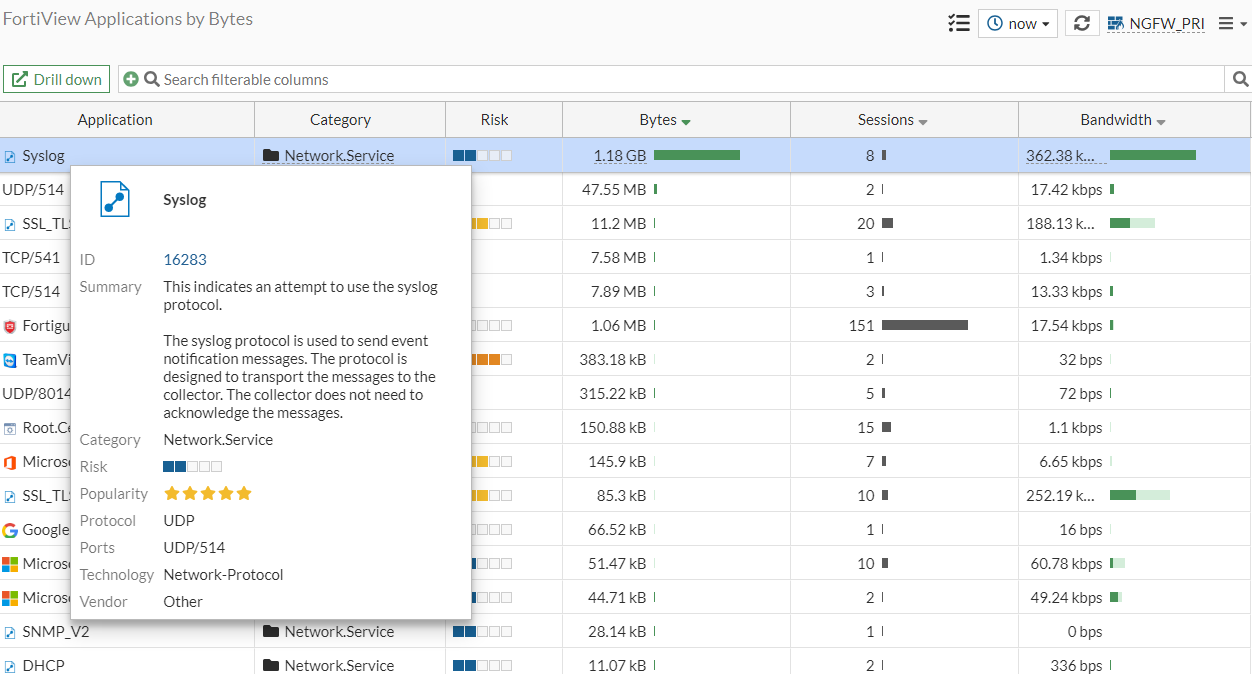 FortiView Applications by Bytes
now
NGFW_PRI
Drill down
Search filterable columns
Application Category Risk Bytes Sessions Bandwidth
Syslog Network.Service 1.18 GB 8 362.38 k...
UDP/514 47.55 MB 2 17.42 kbps
SSL_TL 11.2 MB 20 188.13 k...
TCP/541 7.58 MB 1 1.34 kbps
TCP/514 7.89 MB 3 13.33 kbps
Fortigu 1.06 MB 151 17.54 kbps
TeamVi 383.18 kB 2 32 bps
UDP/8014 315.22 kB 5 72 bps
Root.Ce 150.88 kB 15 1.1 kbps
Micros 145.9 kB 7 6.65 kbps
SSL_TL 85.3 kB 10 252.19 k...
Google 66.52 kB 1 16 bps
Micros 51.47 kB 10 60.78 kbps
Micros 44.71 kB 2 49.24 kbps
SNMP_V2 Network.Service 28.14 kB 1 0 bps
DHCP Network.Service 11.07 kB 2 336 bps
Syslog
ID 16283
Summary This indicates an attempt to use the syslog
protocol.
The syslog protocol is used to send event
notification messages. The protocol is
designed to transport the messages to the
collector. The collector does not need to
acknowledge the messages.
Category Network.Service
Risk
Popularity
Protocol UDP
Ports UDP/514
Technology Network-Protocol
Vendor Other